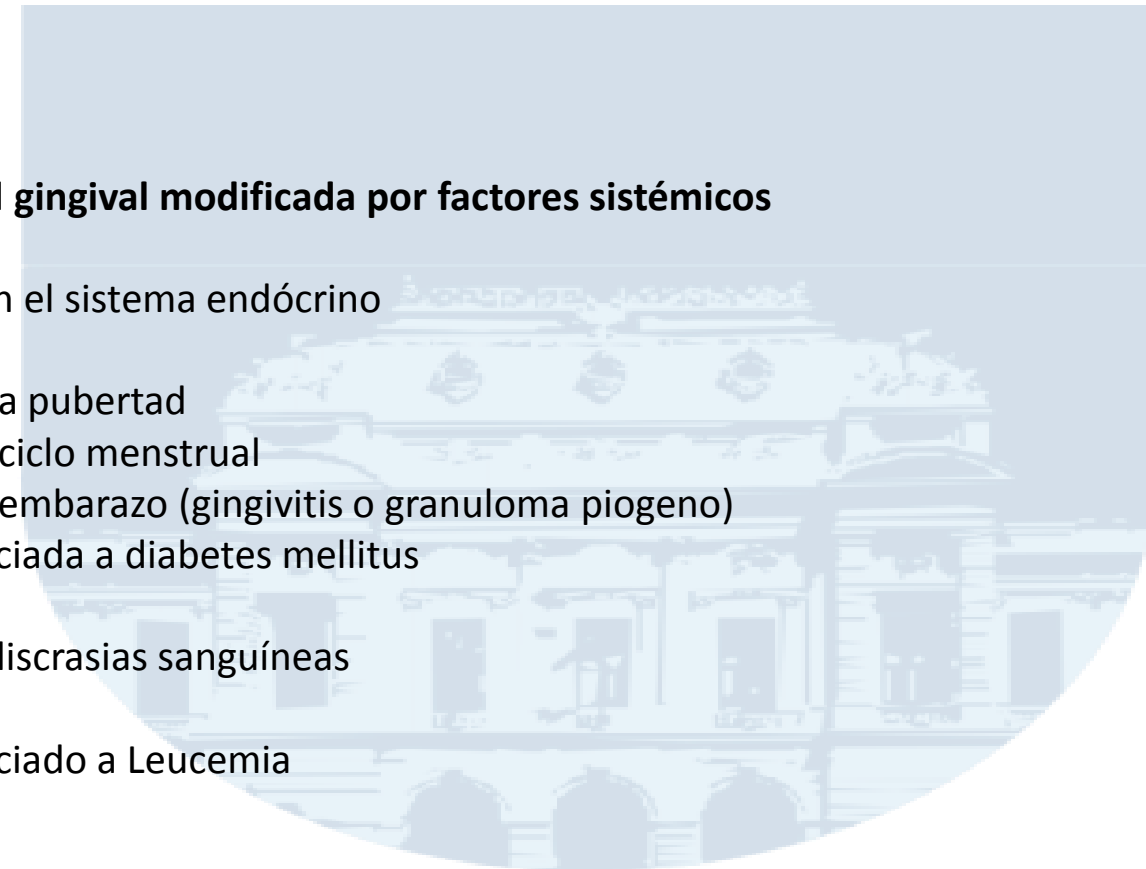 gingival modificada por factores sistémicos
el sistema endócrino
a pubertad
ciclo menstrual
embarazo (gingivitis o granuloma piogeno)
ciada a diabetes mellitus
discrasias sanguíneas
ciado a Leucemia